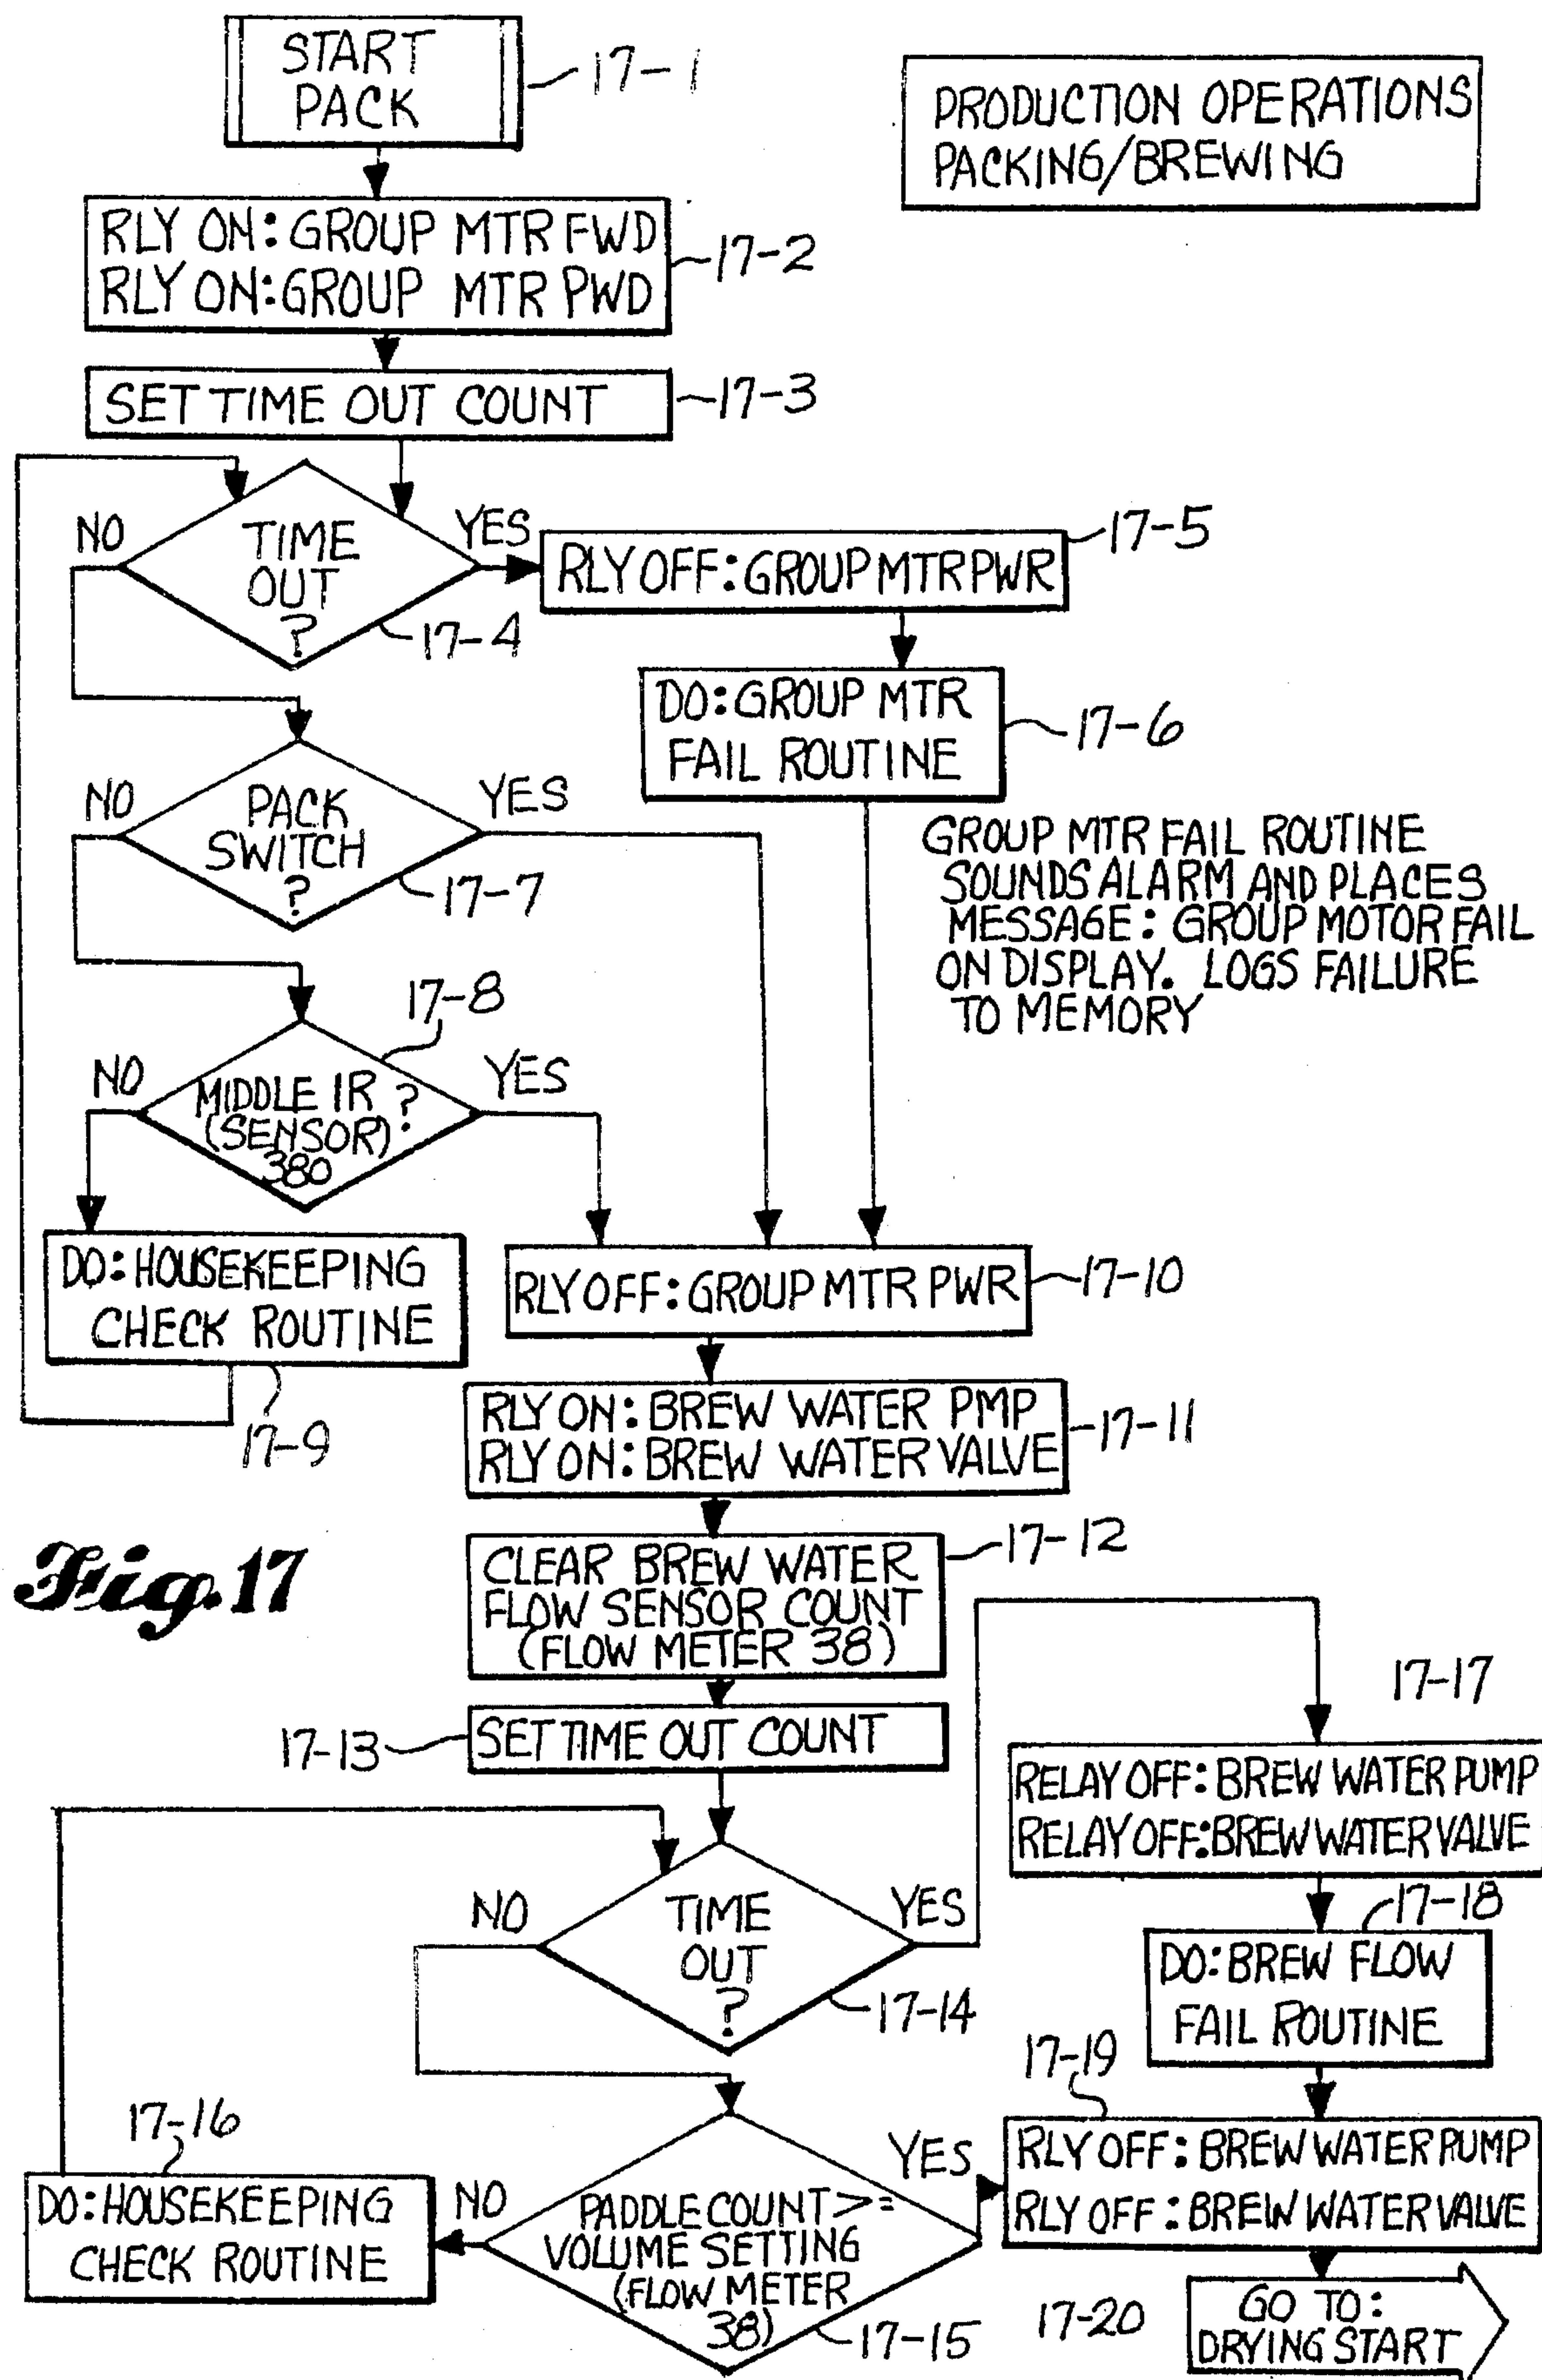 START
PACK
17-1
PRODUCTION OPERATIONS
PACKING/BREWING
RLY ON: GROUP MTR FWD
RLY ON: GROUP MTR PWD
17-2
SET TIME OUT COUNT
17-3
TIME
OUT
?
NO
YES
17-4
RLY OFF: GROUP MTR PWR
17-5
DO: GROUP MTR
FAIL ROUTINE
17-6
GROUP MTR FAIL ROUTINE
SOUNDS ALARM AND PLACES
MESSAGE: GROUP MOTOR FAIL
ON DISPLAY. LOGS FAILURE
TO MEMORY
PACK
SWITCH
?
NO
YES
17-7
17-8
MIDDLE IR ?
(SENSOR)
380
NO
YES
DO: HOUSEKEEPING
CHECK ROUTINE
17-9
RLY OFF: GROUP MTR PWR
17-10
RLY ON: BREW WATER PMP
RLY ON: BREW WATER VALVE
17-11
Fig. 17
CLEAR BREW WATER
FLOW SENSOR COUNT
(FLOW METER 38)
17-12
17-13
SET TIME OUT COUNT
TIME
OUT
?
NO
YES
17-14
17-17
RELAY OFF: BREW WATER PUMP
RELAY OFF: BREW WATER VALVE
17-18
DO: BREW FLOW
FAIL ROUTINE
17-16
DO: HOUSEKEEPING
CHECK ROUTINE
NO
YES
PADDLE COUNT >=
VOLUME SETTING
(FLOW METER
38)
17-15
17-19
RLY OFF: BREW WATER PUMP
RLY OFF: BREW WATER VALVE
17-20
GO TO:
DRYING START